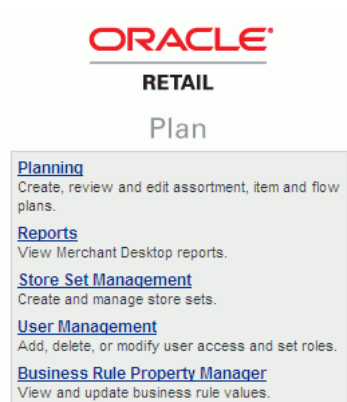 ORACLE
RETAIL
Plan
Planning
Create, review and edit assortment, item and flow
plans.
Reports
View Merchant Desktop reports.
Store Set Management
Create and manage store sets.
User Management
Add, delete, or modify user access and set roles.
Business Rule Property Manager
View and update business rule values.